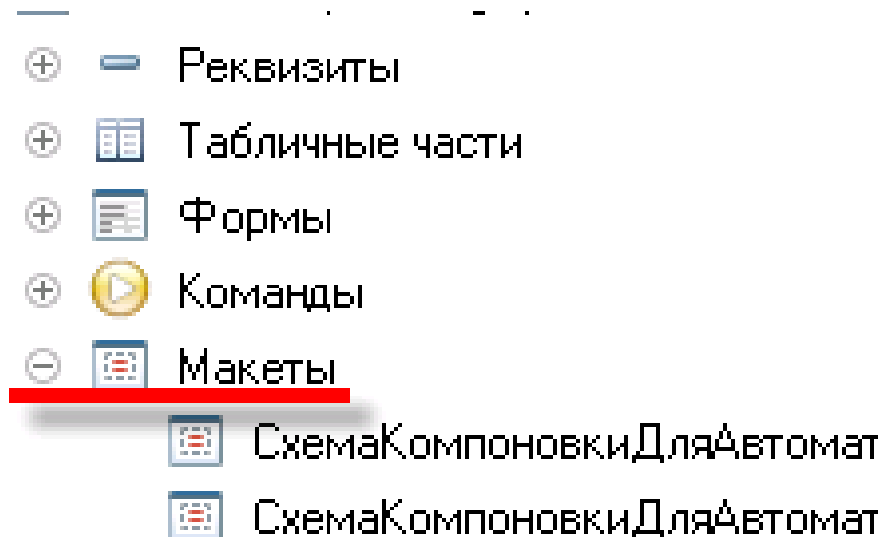 Реквизиты
Табличные части
Формы
Команды
Макеты
СхемаКомпоновкиДляАвтомат
СхемаКомпоновкиДляАвтомат